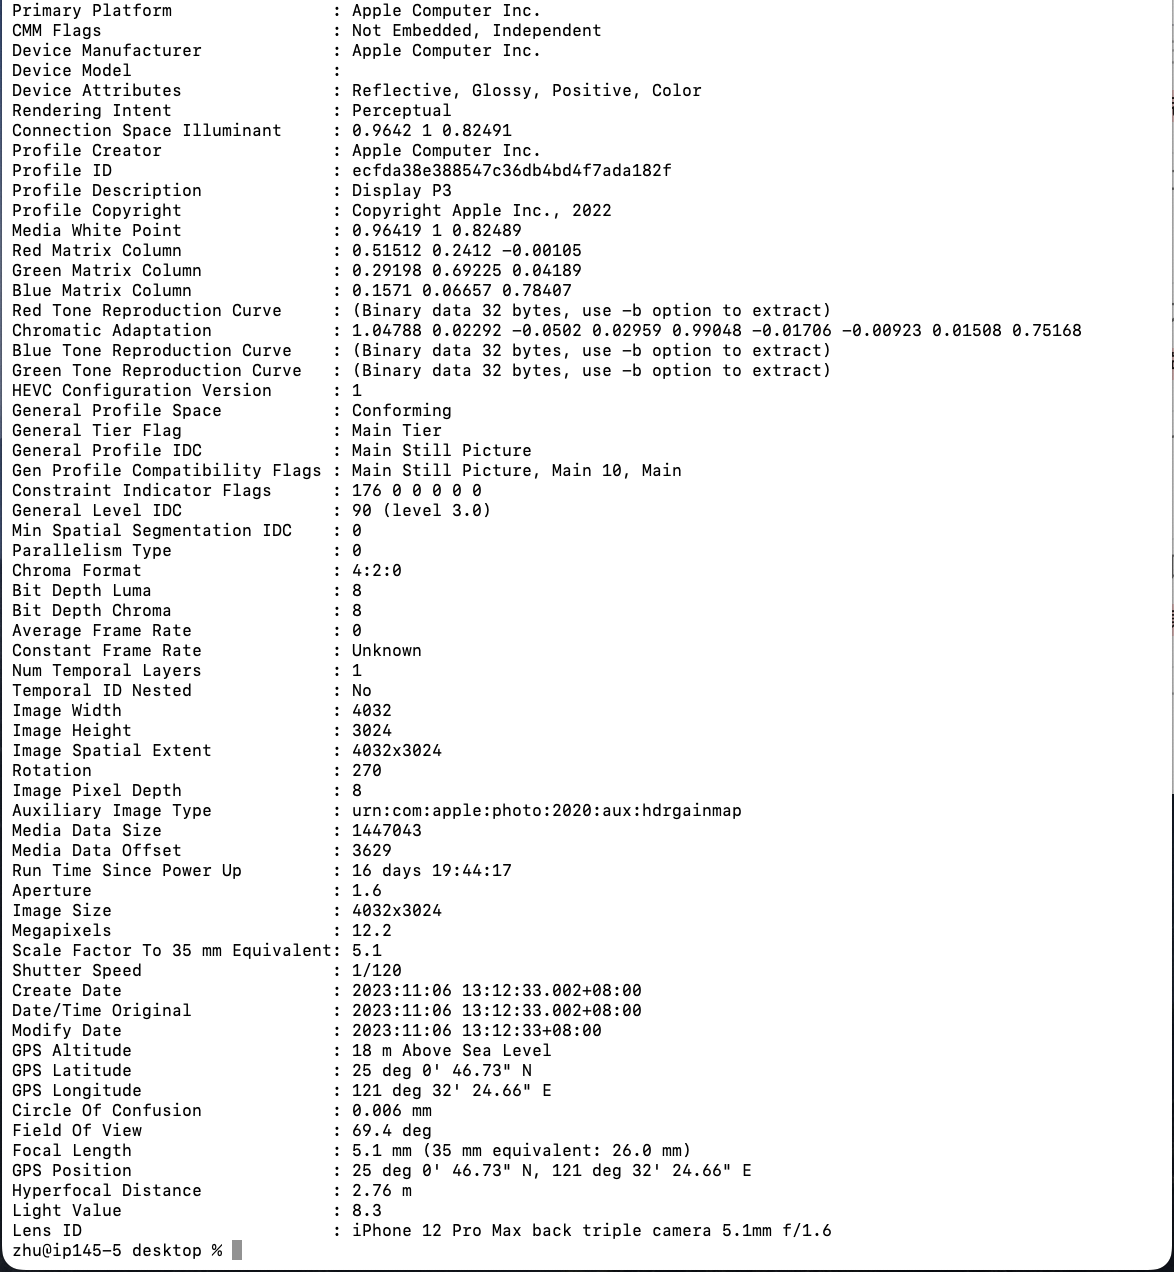 Primary Platform                : Apple Computer Inc.
CMM Flags                       : Not Embedded, Independent
Device Manufacturer             : Apple Computer Inc.
Device Model                    :
Device Attributes               : Reflective, Glossy, Positive, Color
Rendering Intent                : Perceptual
Connection Space Illuminant     : 0.9642 1 0.82491
Profile Creator                 : Apple Computer Inc.
Profile ID                      : ecfda38e388547c36db4bd4f7ada182f
Profile Description             : Display P3
Profile Copyright               : Copyright Apple Inc., 2022
Media White Point               : 0.96419 1 0.82489
Red Matrix Column               : 0.51512 0.2412 -0.00105
Green Matrix Column             : 0.29198 0.69225 0.04189
Blue Matrix Column              : 0.1571 0.06657 0.78407
Red Tone Reproduction Curve     : (Binary data 32 bytes, use -b option to extract)
Chromatic Adaptation            : 1.04788 0.02292 -0.0502 0.02959 0.99048 -0.01706 -0.00923 0.01508 0.75168
Blue Tone Reproduction Curve    : (Binary data 32 bytes, use -b option to extract)
Green Tone Reproduction Curve   : (Binary data 32 bytes, use -b option to extract)
HEVC Configuration Version      : 1
General Profile Space           : Conforming
General Tier Flag               : Main Tier
General Profile IDC             : Main Still Picture
Gen Profile Compatibility Flags : Main Still Picture, Main 10, Main
Constraint Indicator Flags      : 176 0 0 0 0 0
General Level IDC               : 90 (level 3.0)
Min Spatial Segmentation IDC    : 0
Parallelism Type                : 0
Chroma Format                   : 4:2:0
Bit Depth Luma                  : 8
Bit Depth Chroma                : 8
Average Frame Rate              : 0
Constant Frame Rate             : Unknown
Num Temporal Layers             : 1
Temporal ID Nested              : No
Image Width                     : 4032
Image Height                    : 3024
Image Spatial Extent            : 4032x3024
Rotation                        : 270
Image Pixel Depth               : 8
Auxiliary Image Type            : urn:com:apple:photo:2020:aux:hdrgainmap
Media Data Size                 : 1447043
Media Data Offset               : 3629
Run Time Since Power Up         : 16 days 19:44:17
Aperture                        : 1.6
Image Size                      : 4032x3024
Megapixels                      : 12.2
Scale Factor To 35 mm Equivalent: 5.1
Shutter Speed                   : 1/120
Create Date                     : 2023:11:06 13:12:33.002+08:00
Date/Time Original              : 2023:11:06 13:12:33.002+08:00
Modify Date                     : 2023:11:06 13:12:33+08:00
GPS Altitude                    : 18 m Above Sea Level
GPS Latitude                    : 25 deg 0' 46.73" N
GPS Longitude                   : 121 deg 32' 24.66" E
Circle Of Confusion             : 0.006 mm
Field Of View                   : 69.4 deg
Focal Length                    : 5.1 mm (35 mm equivalent: 26.0 mm)
GPS Position                    : 25 deg 0' 46.73" N, 121 deg 32' 24.66" E
Hyperfocal Distance             : 2.76 m
Light Value                     : 8.3
Lens ID                         : iPhone 12 Pro Max back triple camera 5.1mm f/1.6
zhu@ip145-5 desktop %